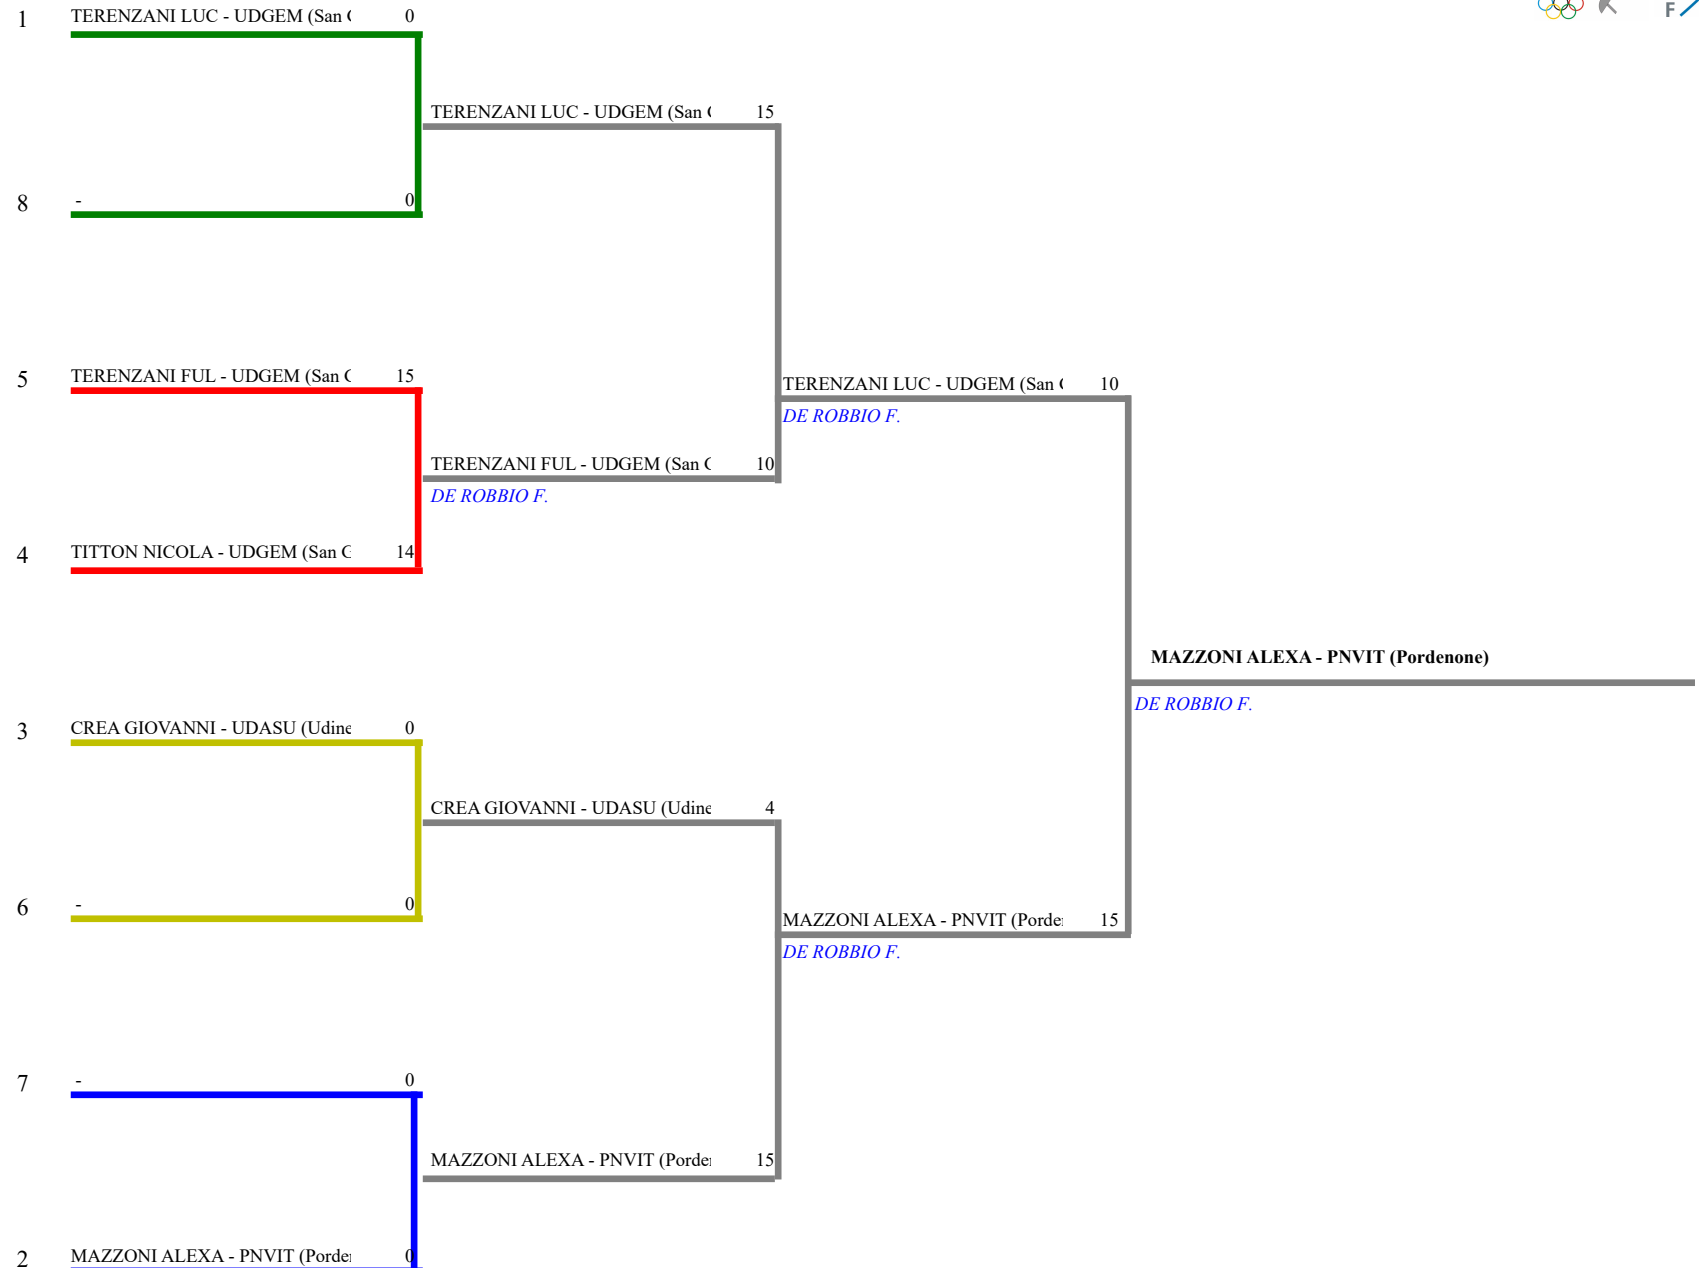 1 TERENZANI LUC - UDGEM (San 0
TERENZANI LUC - UDGEM (San 15
8 - 0
5 TERENZANI FUL - UDGEM (San 15
TERENZANI LUC - UDGEM (San 10
DE ROBBIO F.
TERENZANI FUL - UDGEM (San 10
DE ROBBIO F.
4 TITTON NICOLA - UDGEM (San 14
MAZZONI ALEXA - PNVIT (Pordenone)
DE ROBBIO F.
3 CREA GIOVANNI - UDASU (Udine 0
CREA GIOVANNI - UDASU (Udine 4
6 - 0
MAZZONI ALEXA - PNVIT (Porde 15
DE ROBBIO F.
7 - 0
MAZZONI ALEXA - PNVIT (Porde 15
2 MAZZONI ALEXA - PNVIT (Porde 0
F